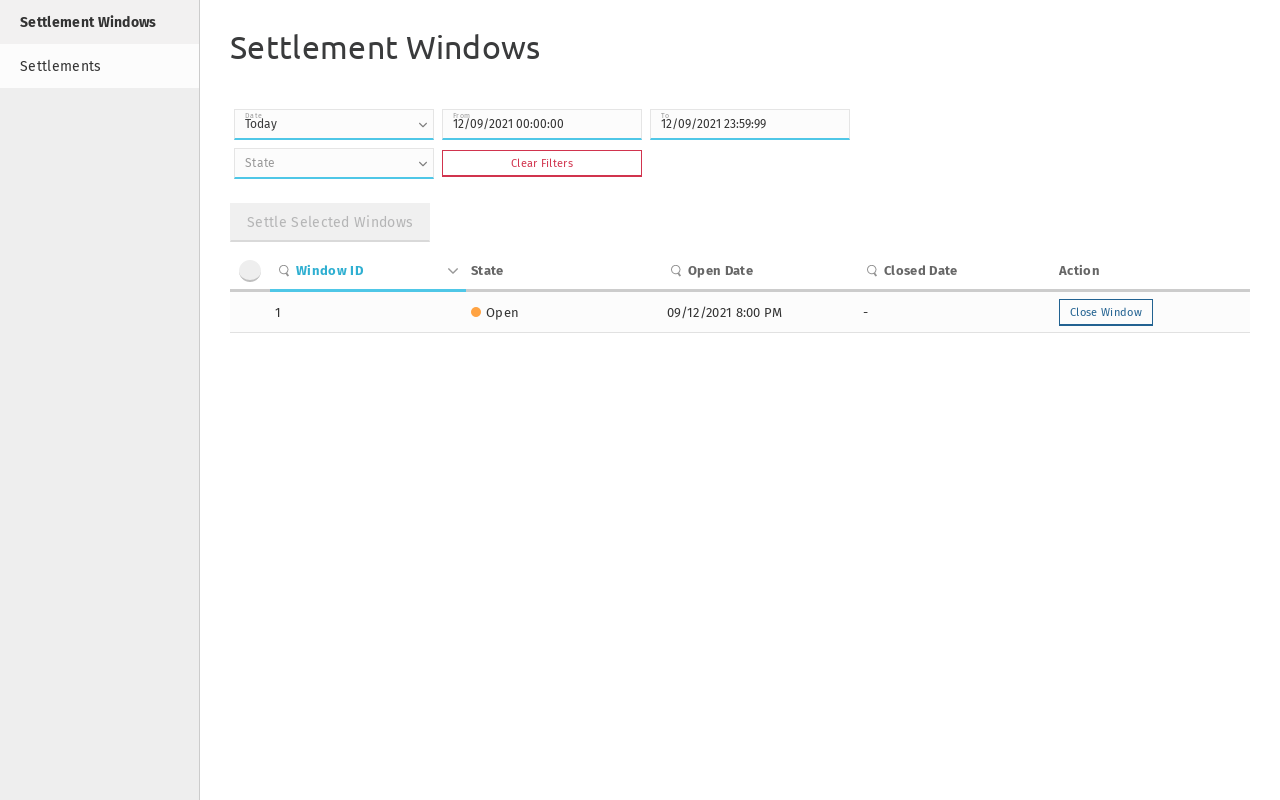 Settlement Windows
Settlements
Settlement Windows
Date
Today
From
12/09/2021 00:00:00
To
12/09/2021 23:59:99
State
Clear Filters
Settle Selected Windows
Window ID State Open Date Closed Date Action
1 Open 09/12/2021 8:00 PM - Close Window